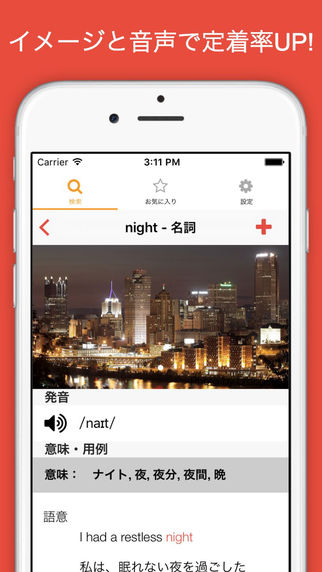 イメージと音声で定着率UP!
Carrier 3:11 PM
検索 お気に入り 設定
night - 名詞
発音
/naɪt/
意味・用例
意味： ナイト, 夜, 夜分, 夜間, 晩
語意
I had a restless night
私は、眠れない夜を過ごした